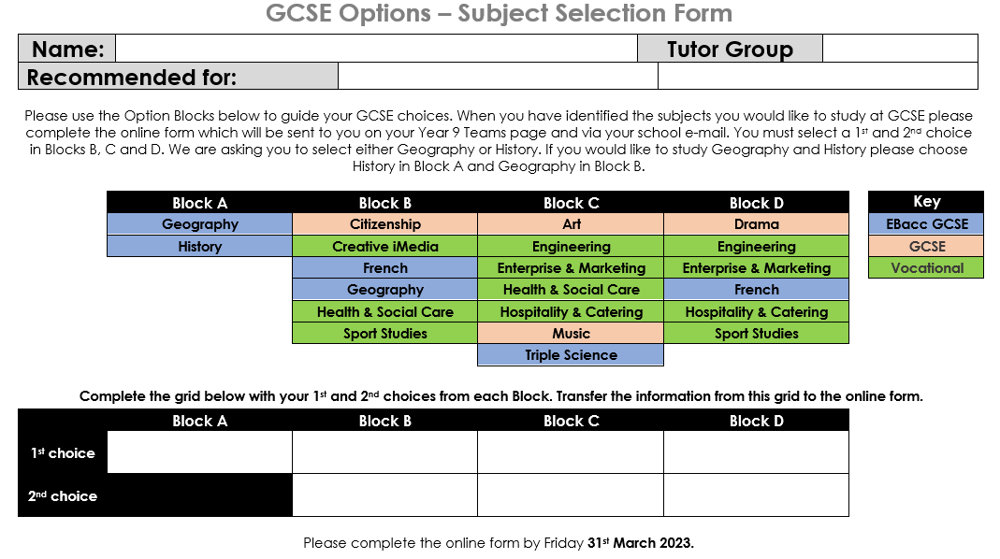 GCSE Options – Subject Selection Form
Name: Tutor Group
Recommended for:
Please use the Option Blocks below to guide your GCSE choices. When you have identified the subjects you would like to study at GCSE please
complete the online form which will be sent to you on your Year 9 Teams page and via your school e-mail. You must select a 1st and 2nd choice
in Blocks B, C and D. We are asking you to select either Geography or History. If you would like to study Geography and History please choose
History in Block A and Geography in Block B.
Block A Block B Block C Block D Key
Geography Citizenship Art Drama EBacc GCSE
History Creative iMedia Engineering Engineering GCSE
French Enterprise & Marketing Enterprise & Marketing Vocational
Geography Health & Social Care French
Health & Social Care Hospitality & Catering Hospitality & Catering
Sport Studies Music Sport Studies
Triple Science
Complete the grid below with your 1st and 2nd choices from each Block. Transfer the information from this grid to the online form.
Block A Block B Block C Block D
1st choice
2nd choice
Please complete the online form by Friday 31st March 2023.